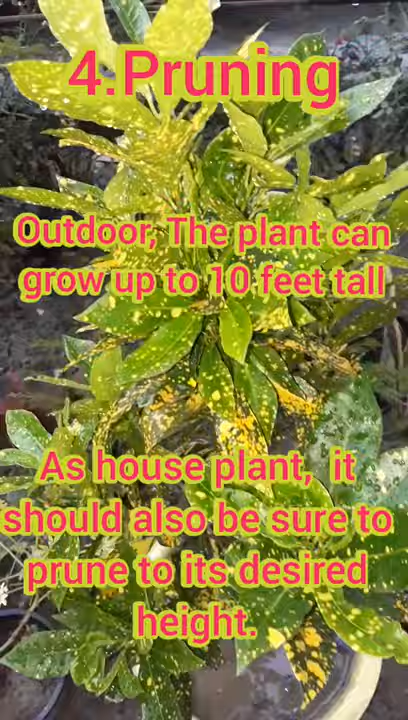 4.Pruning
Outdoor, The plant can
grow up to 10 feet tall
As house plant, it
should also be sure to
prune to its desired
height.